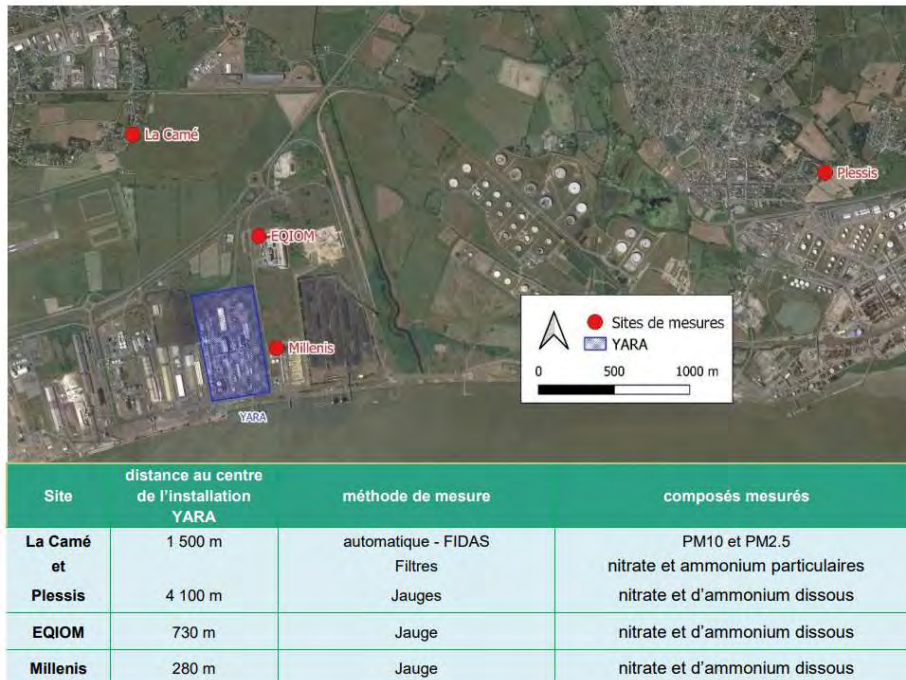 La Camé
Plessis
EQIOM
Millenis
YARA
Sites de mesures
YARA
0 500 1000 m
Site
distance au centre
de l'installation
YARA
méthode de mesure
composés mesurés
La Camé
et
Plessis
1 500 m
4 100 m
automatique - FIDAS
Filtres
Jauges
PM10 et PM2.5
nitrate et ammonium particulaires
nitrate et d'ammonium dissous
EQIOM
730 m
Jauge
nitrate et d'ammonium dissous
Millenis
280 m
Jauge
nitrate et d'ammonium dissous